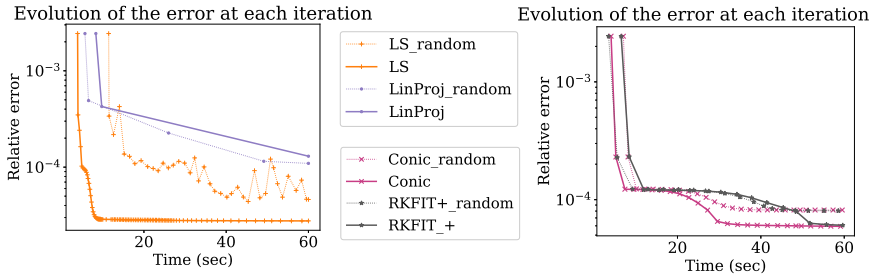 Evolution of the error at each iteration
Relative error
10⁻³
10⁻⁴
20
40
60
Time (sec)
LS_random
LS
LinProj_random
LinProj
Conic_random
Conic
RKFIT+_random
RKFIT_+
Evolution of the error at each iteration
Relative error
10⁻³
10⁻⁴
20
40
60
Time (sec)